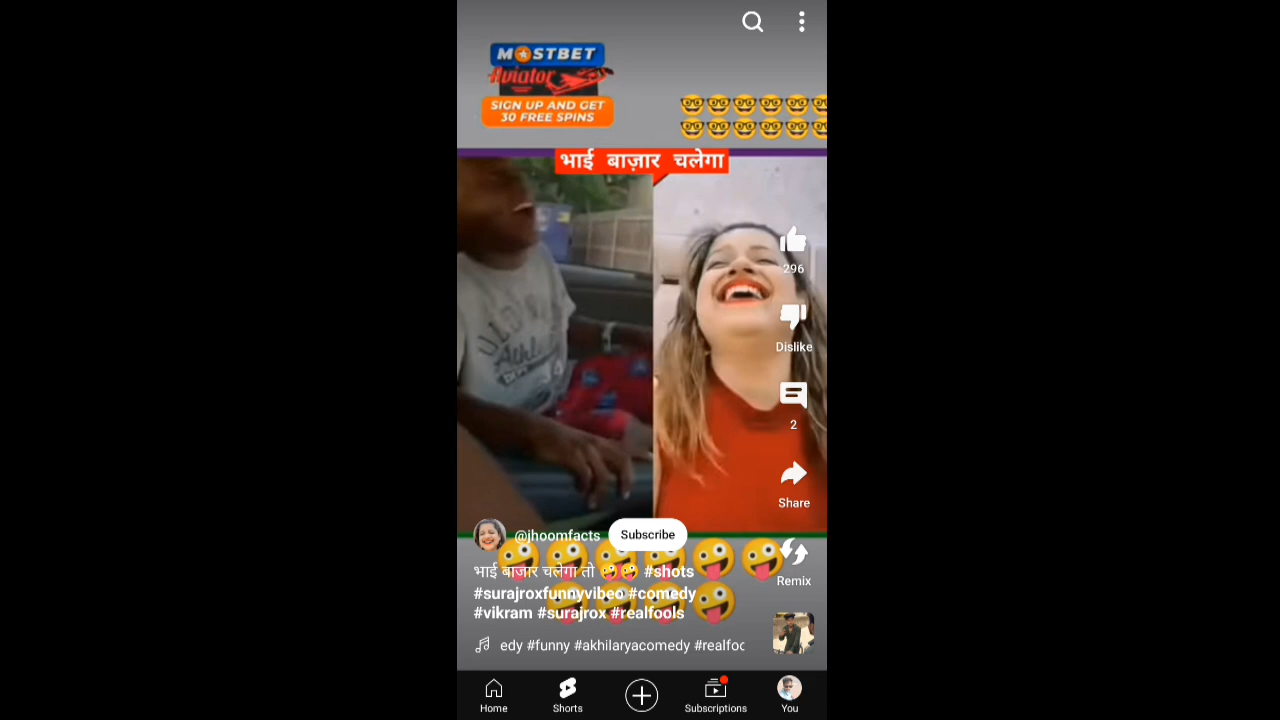 MOSTBET
Aviator
SIGN UP AND GET
30 FREE SPINS
भाई बाज़ार चलेगा
296
Dislike
2
Share
@jhoomfacts
Subscribe
भाई बाजार चलेगा तो 🤪🤪 #shots
#surajroxfunnyvibeo #comedy
#vikram #surajrox #realfools
Remix
edy #funny #akhilaryacomedy #realfoo
Home
Shorts
Subscriptions
You